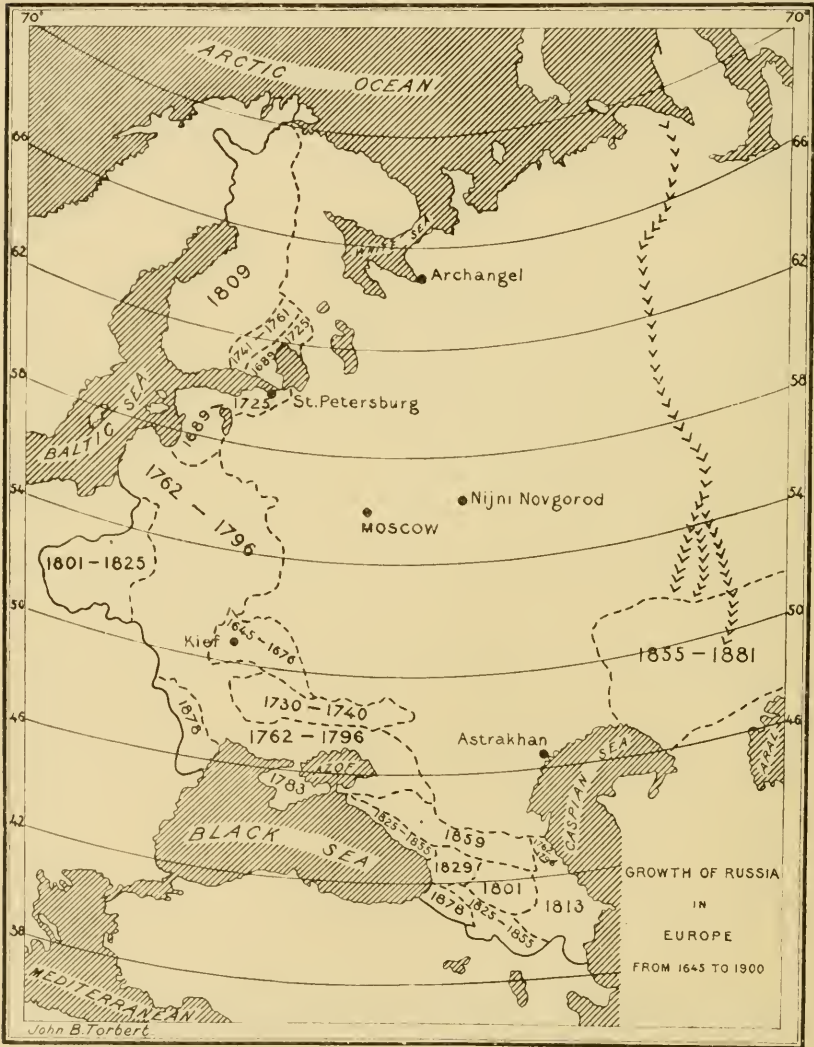 70°
70°
ARCTIC OCEAN
66
66
WHITE SEA
62
62
Archangel
1809
1741-1761
1689-1725
58
58
St. Petersburg
1689-1725
BALTIC SEA
1762-1796
54
54
Nijni Novgorod
MOSCOW
1801-1825
50
50
1645-1676
Kief
1855-1881
1730-1740
1878
46
46
1762-1796
Astrakhan
ARAL
AZOF
1783
CASPIAN SEA
42
BLACK SEA
1825-1855
1859
1829
1801
1813
1878
1825-1855
38
GROWTH OF RUSSIA
IN
EUROPE
FROM 1645 TO 1900
MEDITERRANEAN
John B. Torbert